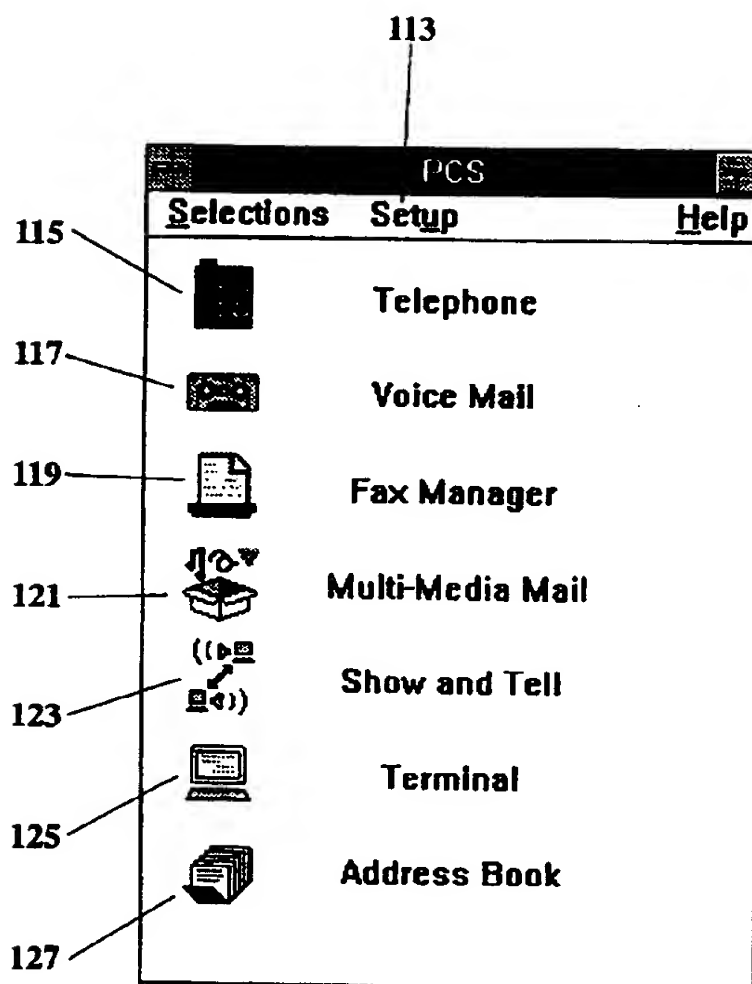 113
PCS
Selections Setup Help
115 Telephone
117 Voice Mail
119 Fax Manager
121 Multi-Media Mail
123 Show and Tell
125 Terminal
127 Address Book